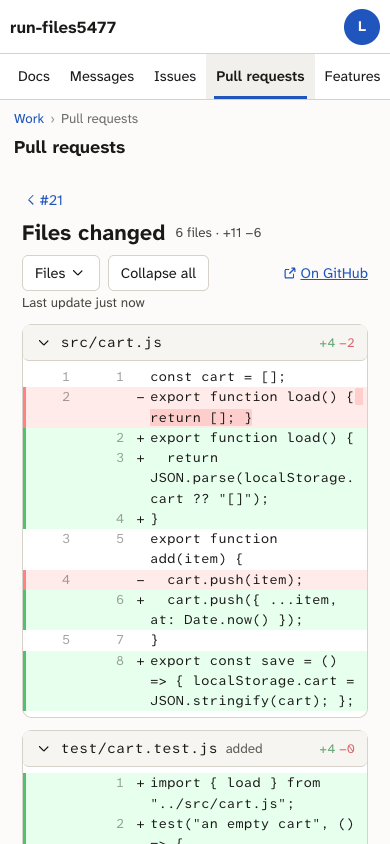 run-files5477
L
Docs Messages Issues Pull requests Features
Work › Pull requests
Pull requests
#21
Files changed 6 files · +11 −6
Files Collapse all On GitHub
Last update just now
src/cart.js +4 −2
1 1 const cart = [];
2 − export function load() {
return []; }
2 + export function load() {
3 + return
JSON.parse(localStorage.
cart ?? "[]");
4 + }
3 5 export function
add(item) {
4 − cart.push(item);
6 + cart.push({ ...item,
at: Date.now() });
5 7 }
8 + export const save = ()
=> { localStorage.cart =
JSON.stringify(cart); };
test/cart.test.js added +4 −0
1 + import { load } from
"../src/cart.js";
2 + test("an empty cart", ()
=> {